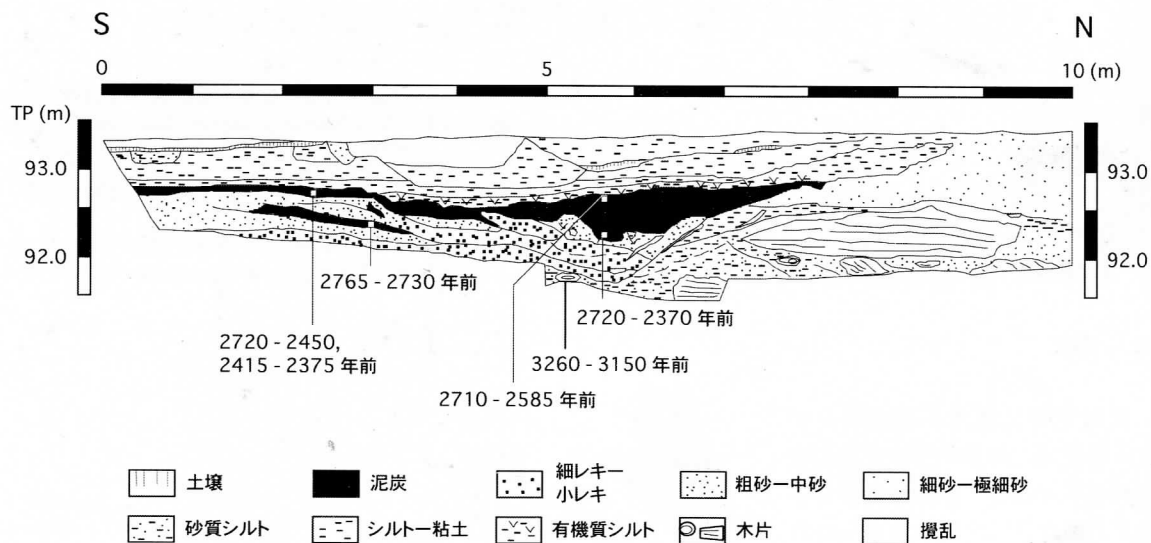 S N
0 5 10 (m)
TP (m)
93.0 93.0
92.0 92.0
2765 - 2730 年前
2720 - 2370 年前
2720 - 2450,
2415 - 2375 年前
3260 - 3150 年前
2710 - 2585 年前
土壌 泥炭 細レキー 粗砂ー中砂 細砂ー極細砂
小レキ
砂質シルト シルトー粘土 有機質シルト 木片 攪乱